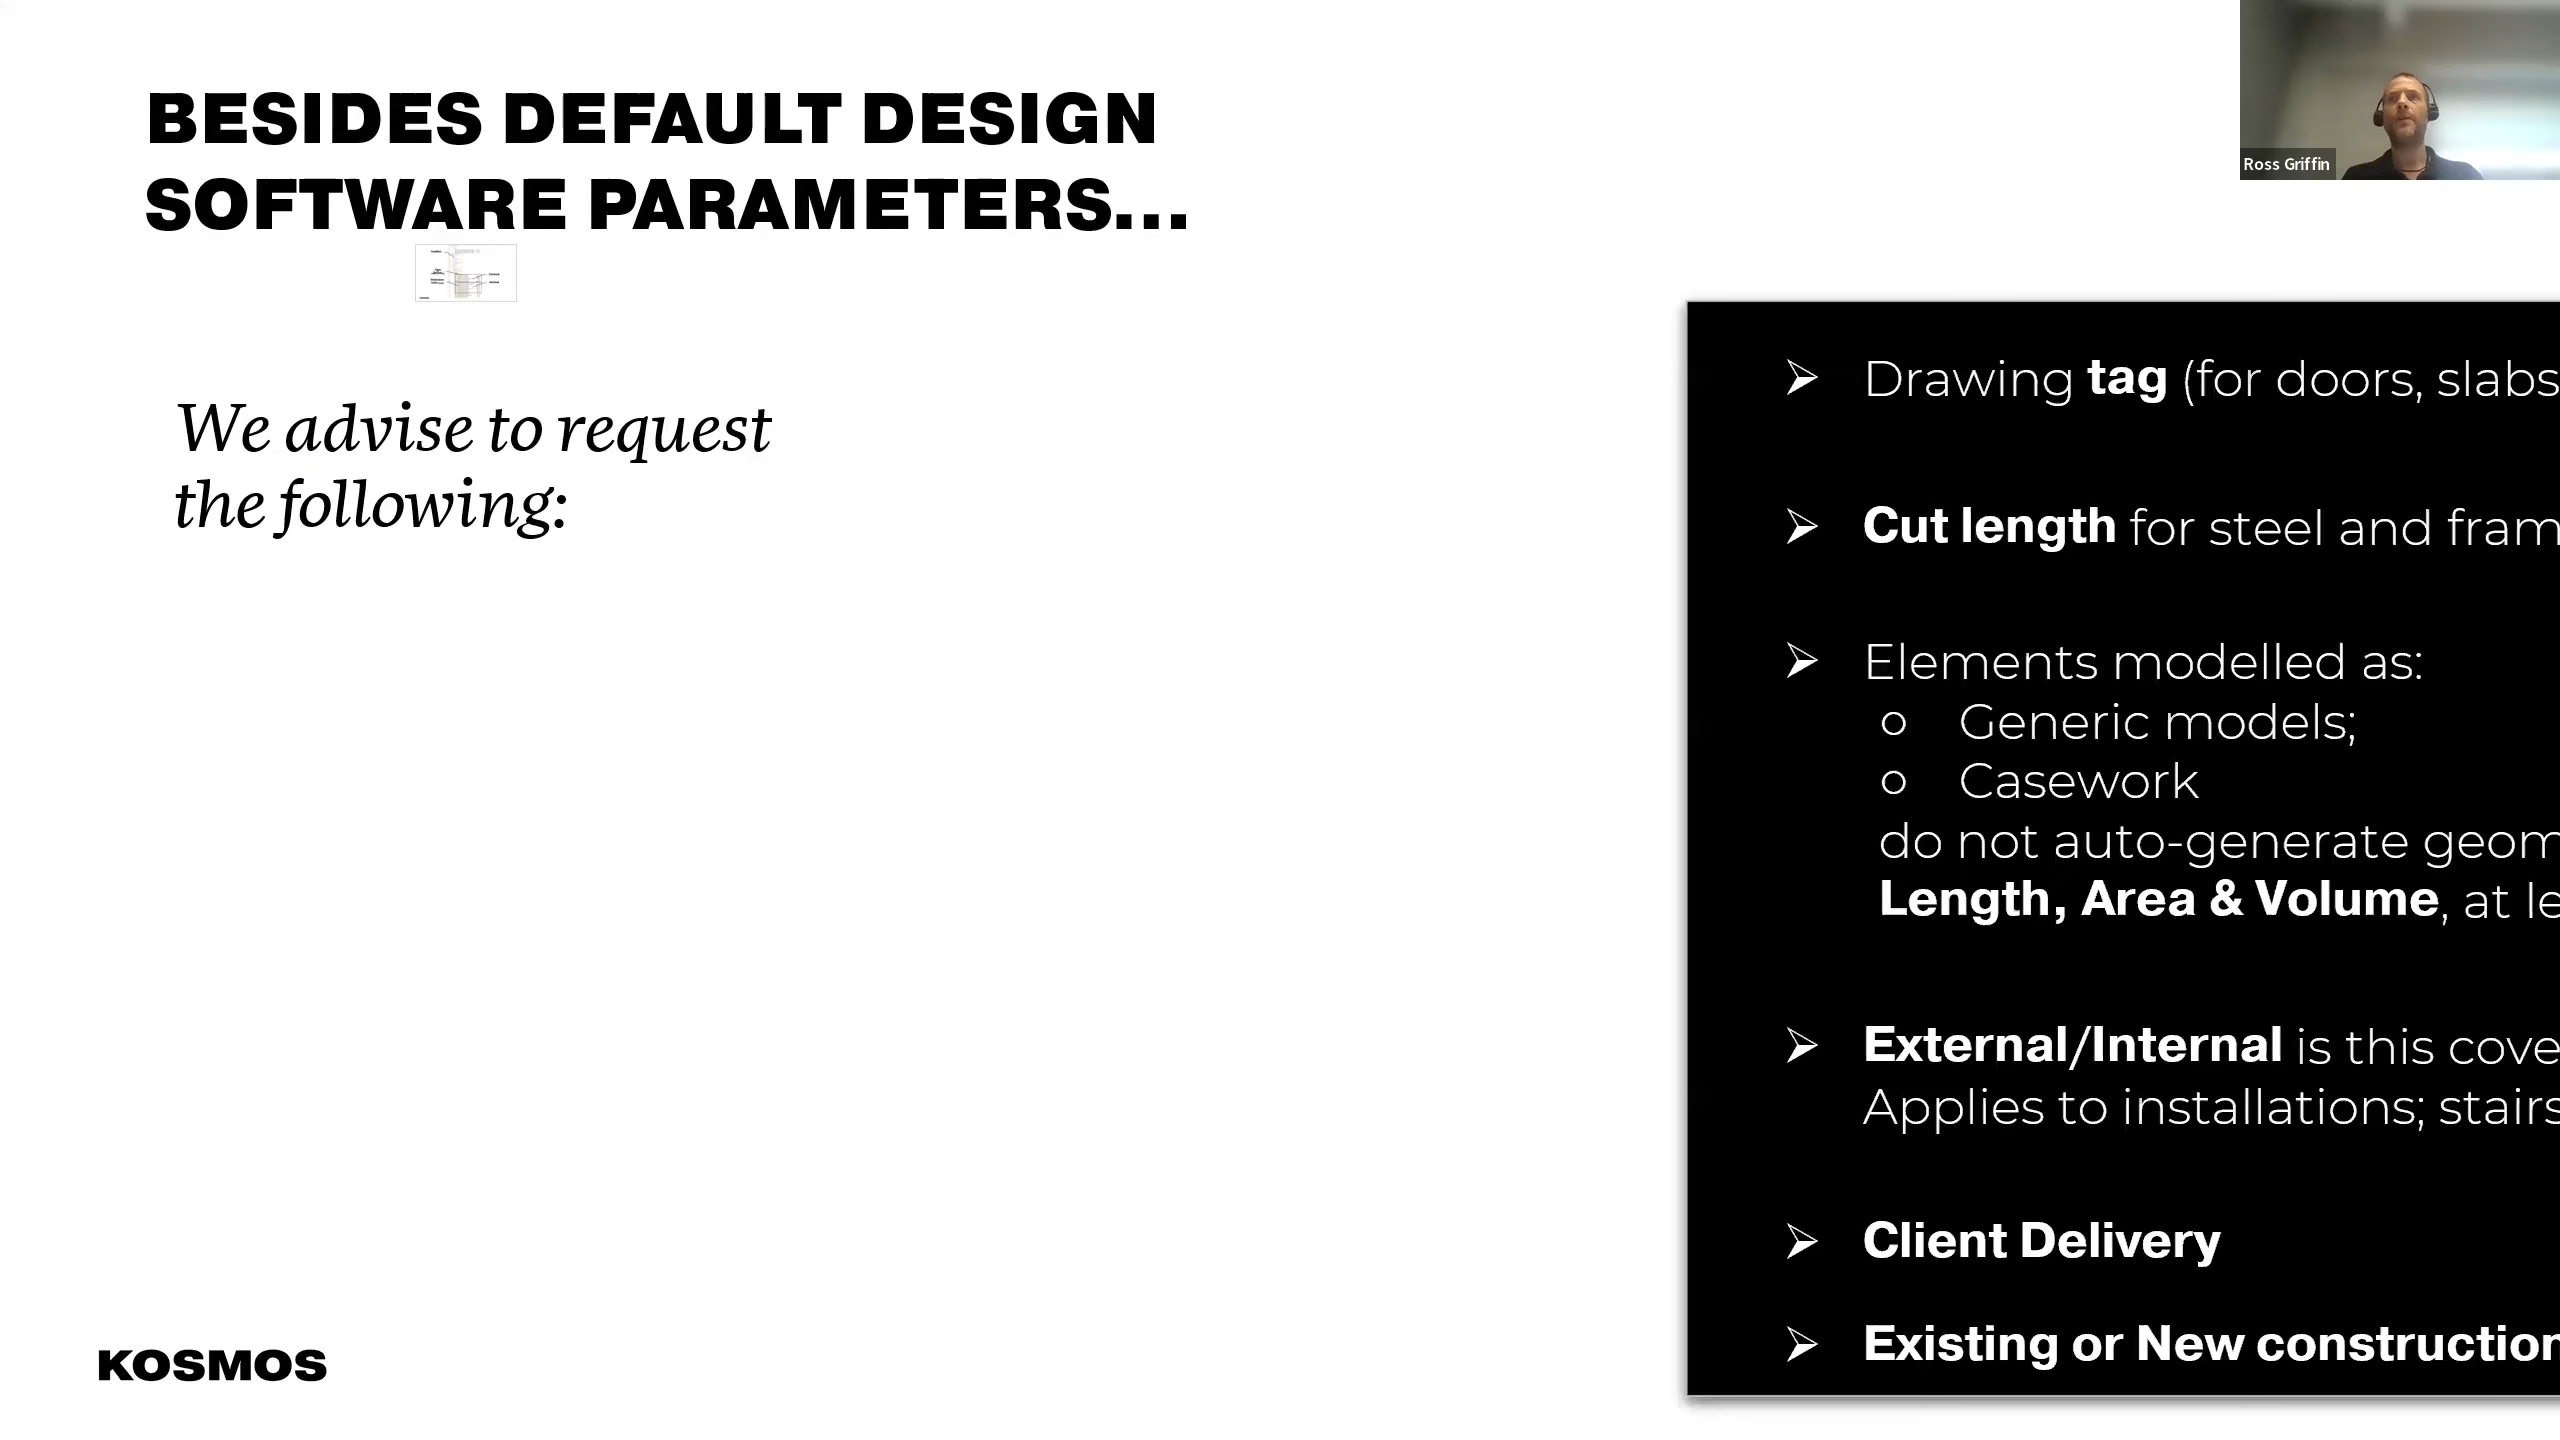 BESIDES DEFAULT DESIGN
SOFTWARE PARAMETERS...
Ross Griffin
We advise to request
the following:
➢ Drawing tag (for doors, slabs
➢ Cut length for steel and fram
➢ Elements modelled as:
○ Generic models;
○ Casework
do not auto-generate geom
Length, Area & Volume, at le
➢ External/Internal is this cove
Applies to installations; stairs
➢ Client Delivery
➢ Existing or New construction
KOSMOS